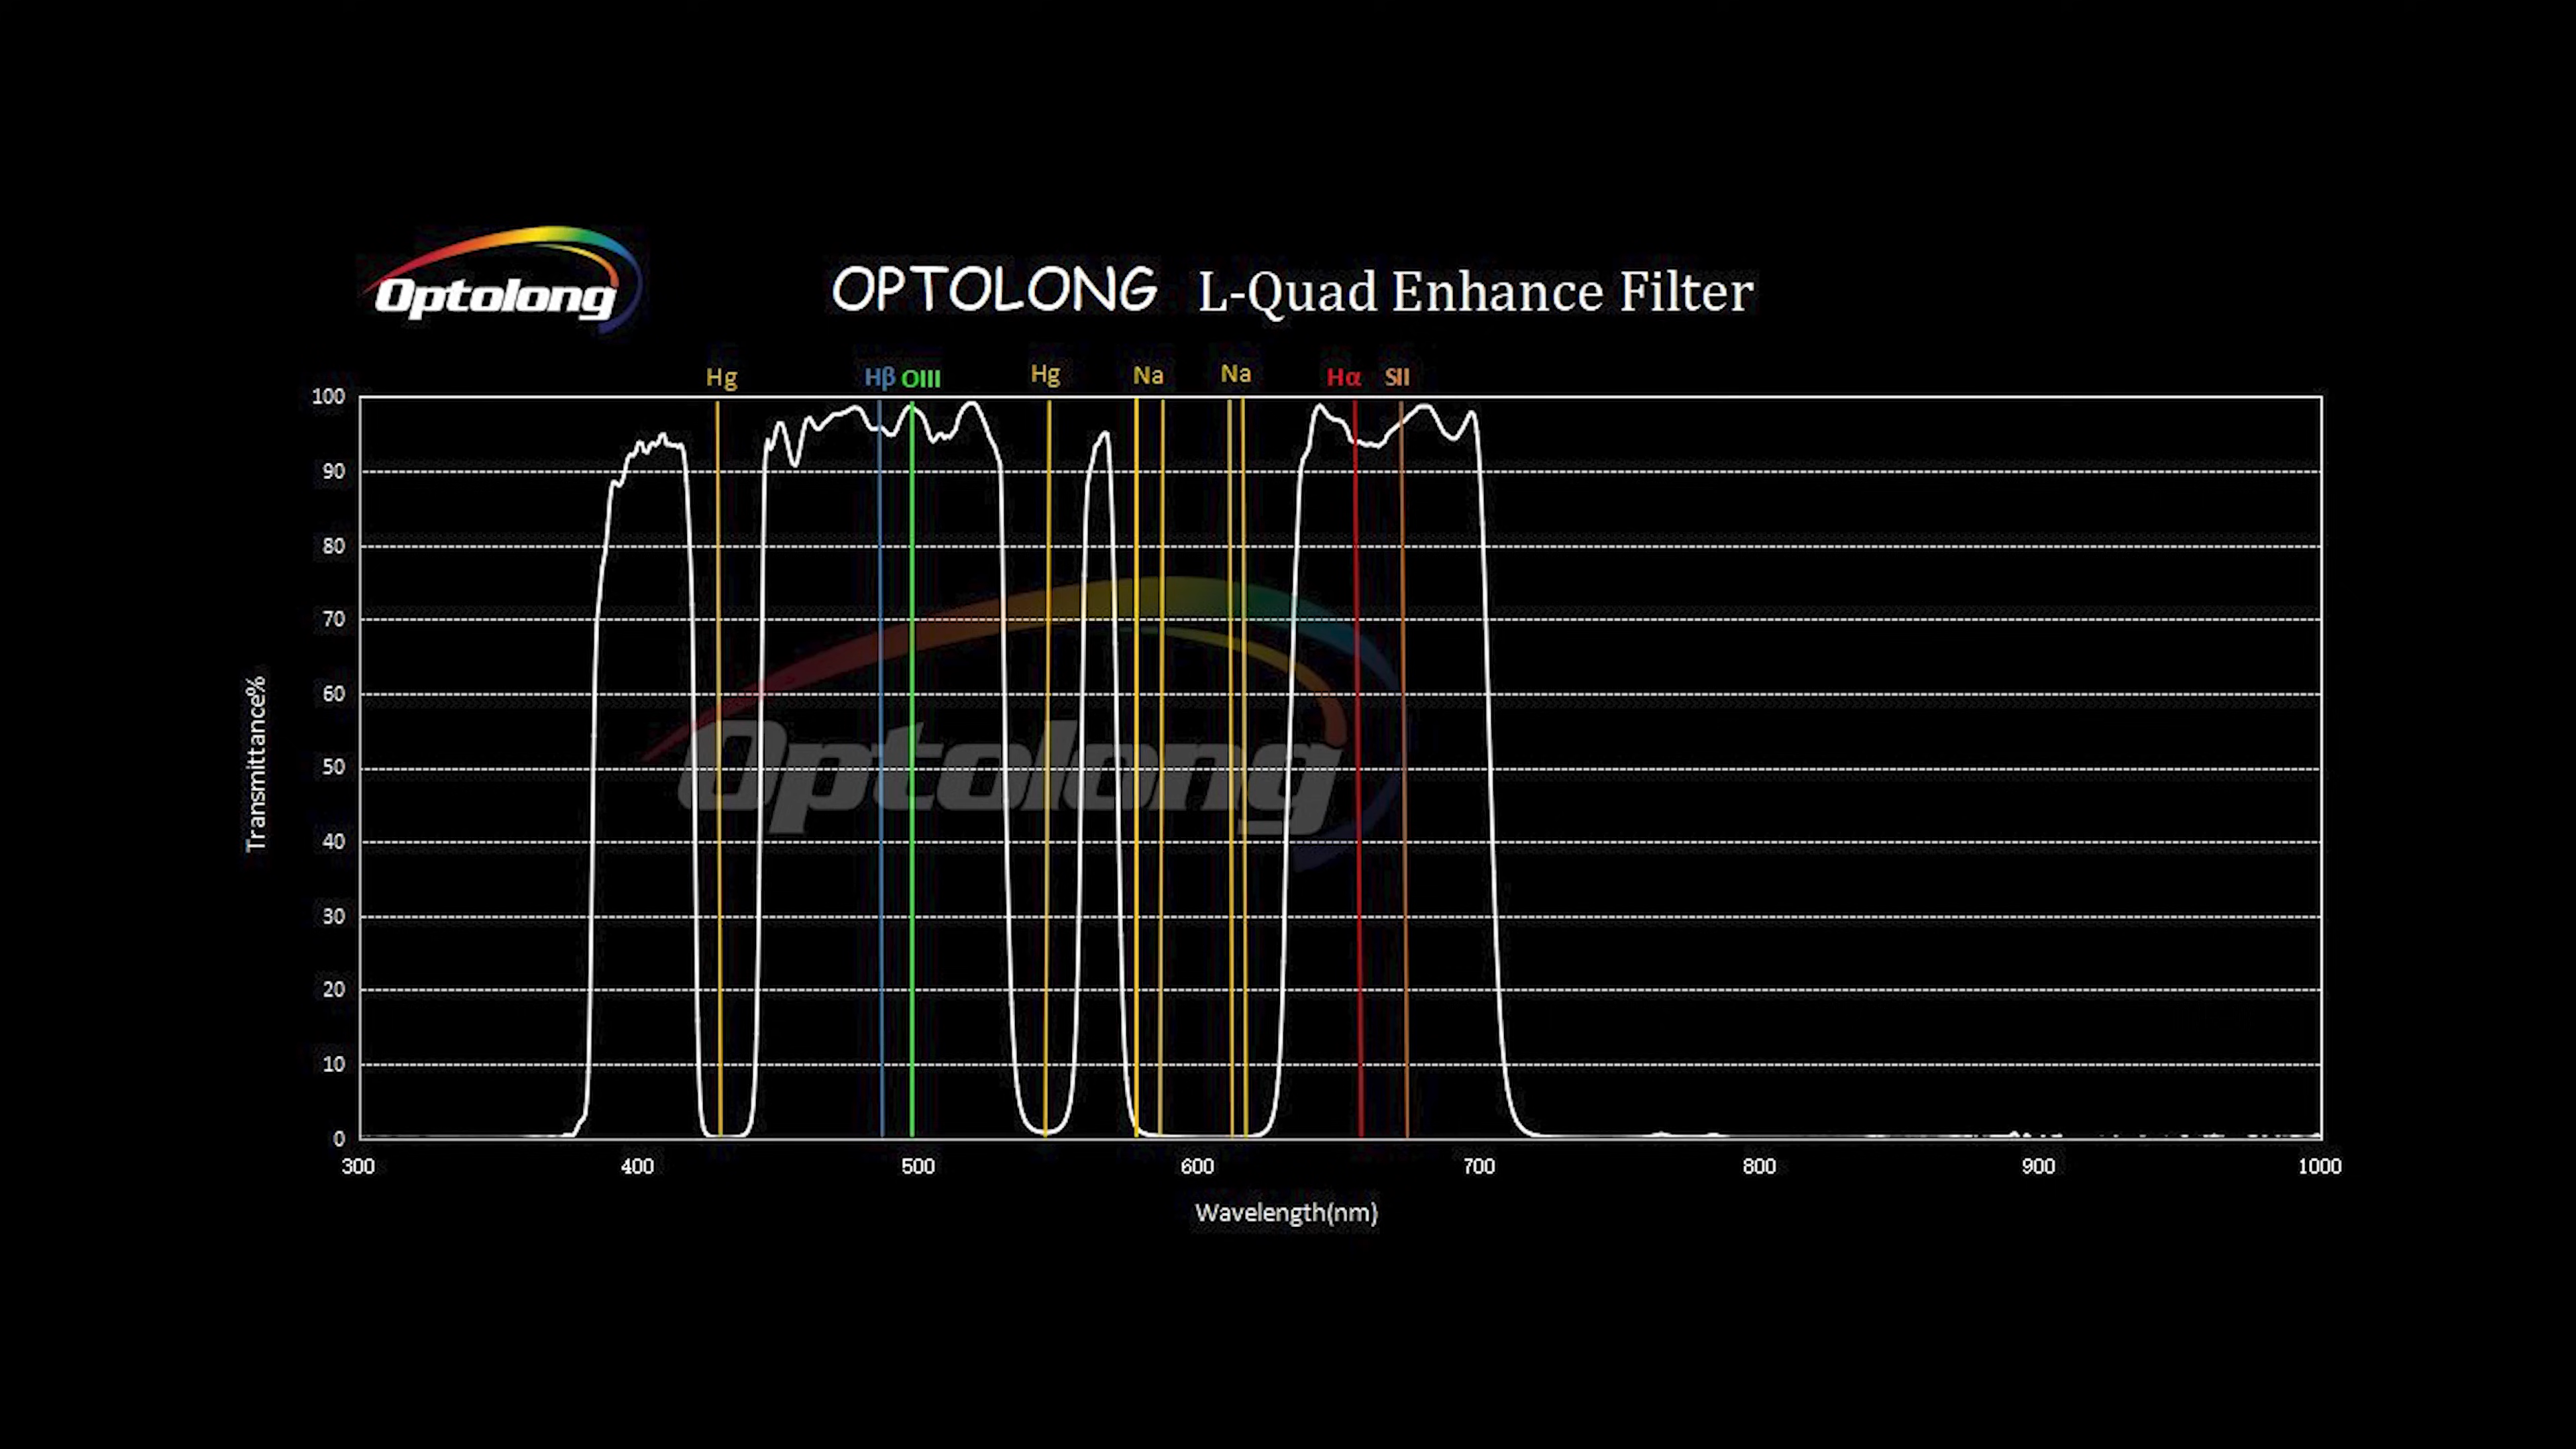 Optolong
OPTOLONG L-Quad Enhance Filter
Hg Hβ OIII Hg Na Na Hα SII
100
90
80
70
60
50
40
30
20
10
0
Transmittance%
Optolong
300 400 500 600 700 800 900 1000
Wavelength(nm)